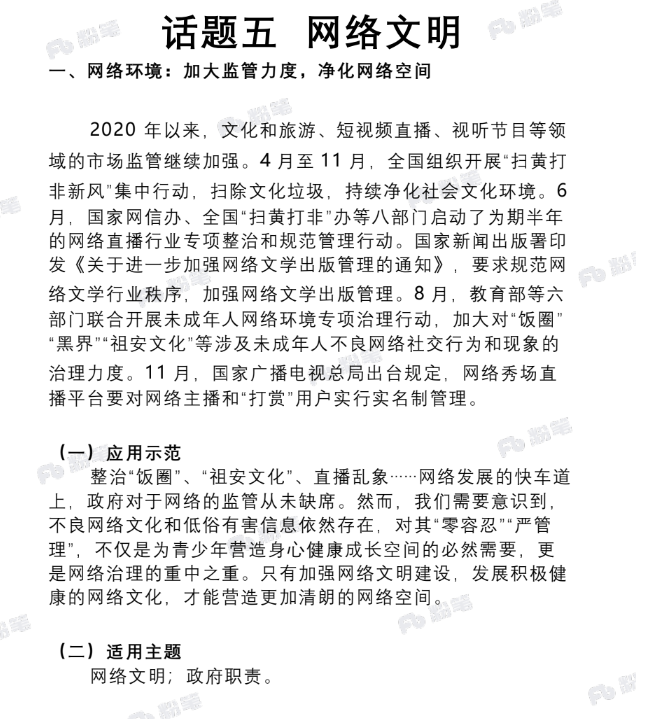 话题五 网络文明
一、网络环境：加大监管力度，净化网络空间
2020 年以来，文化和旅游、短视频直播、视听节目等领
域的市场监管继续加强。4 月至 11 月，全国组织开展“扫黄打
非新风”集中行动，扫除文化垃圾，持续净化社会文化环境。6
月，国家网信办、全国“扫黄打非”办等八部门启动了为期半年
的网络直播行业专项整治和规范管理行动。国家新闻出版署印
发《关于进一步加强网络文学出版管理的通知》，要求规范网
络文学行业秩序，加强网络文学出版管理。8 月，教育部等六
部门联合开展未成年人网络环境专项治理行动，加大对“饭圈”
“黑界”“祖安文化”等涉及未成年人不良网络社交行为和现象的
治理力度。11 月，国家广播电视总局出台规定，网络秀场直
播平台要对网络主播和“打赏”用户实行实名制管理。
（一）应用示范
整治“饭圈”、“祖安文化”、直播乱象……网络发展的快车道
上，政府对于网络的监管从未缺席。然而，我们需要意识到，
不良网络文化和低俗有害信息依然存在，对其“零容忍”“严管
理”，不仅是为青少年营造身心健康成长空间的必然需要，更
是网络治理的重中之重。只有加强网络文明建设，发展积极健
康的网络文化，才能营造更加清朗的网络空间。
（二）适用主题
网络文明；政府职责。